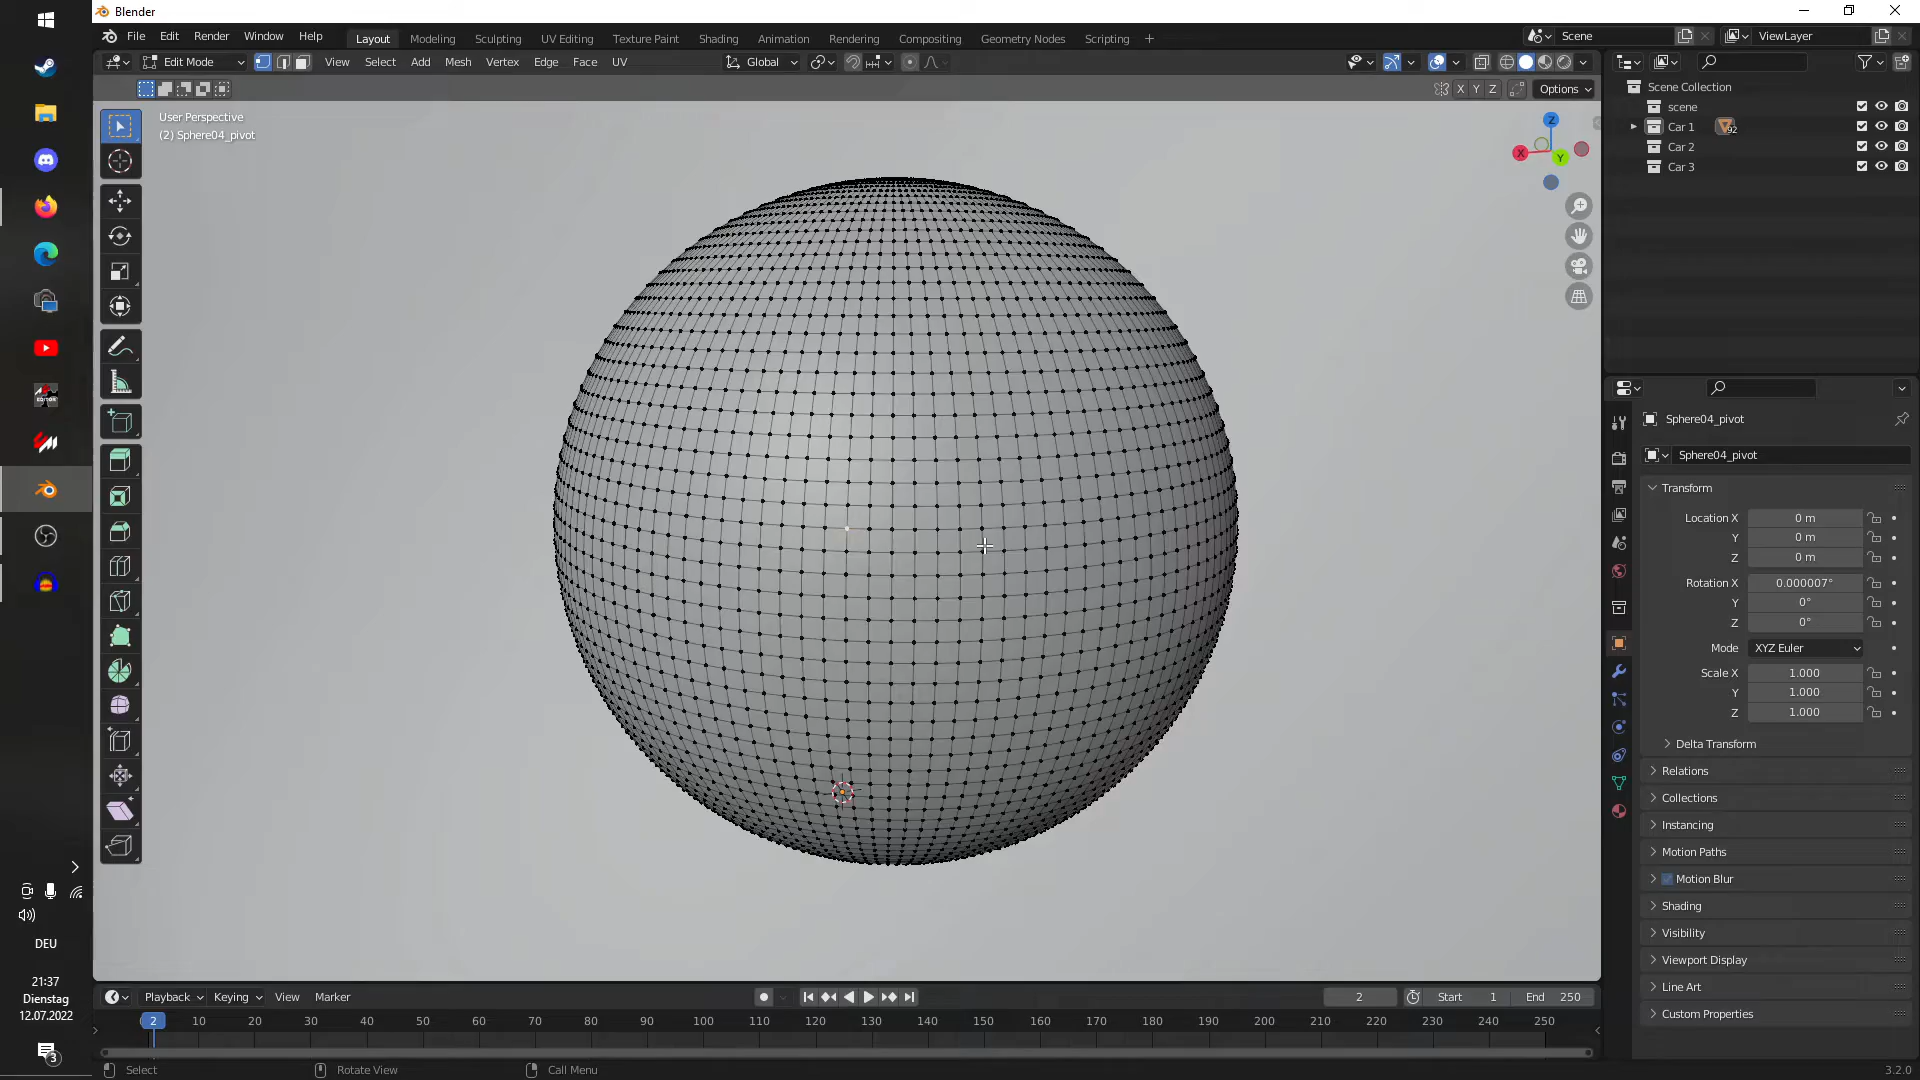 Blender
File Edit Render Window Help
Layout Modeling Sculpting UV Editing Texture Paint Shading Animation Rendering Compositing Geometry Nodes Scripting
Scene
ViewLayer
Edit Mode
View Select Add Mesh Vertex Edge Face UV
Global
X Y Z
Options
User Perspective
(2) Sphere04_pivot
Z
X
Y
Scene Collection
scene
Car 1
92
Car 2
Car 3
Sphere04_pivot
Sphere04_pivot
Transform
Location X 0 m
Y 0 m
Z 0 m
Rotation X 0.000007°
Y 0°
Z 0°
Mode XYZ Euler
Scale X 1.000
Y 1.000
Z 1.000
Delta Transform
Relations
Collections
Instancing
Motion Paths
Motion Blur
Shading
Visibility
Viewport Display
Line Art
Custom Properties
Playback Keying View Marker
2
Start 1
End 250
2 10 20 30 40 50 60 70 80 90 100 110 120 130 140 150 160 170 180 190 200 210 220 230 240 250
Select
Rotate View
Call Menu
3.2.0
EDITOR
DEU
21:37
Dienstag
12.07.2022
3